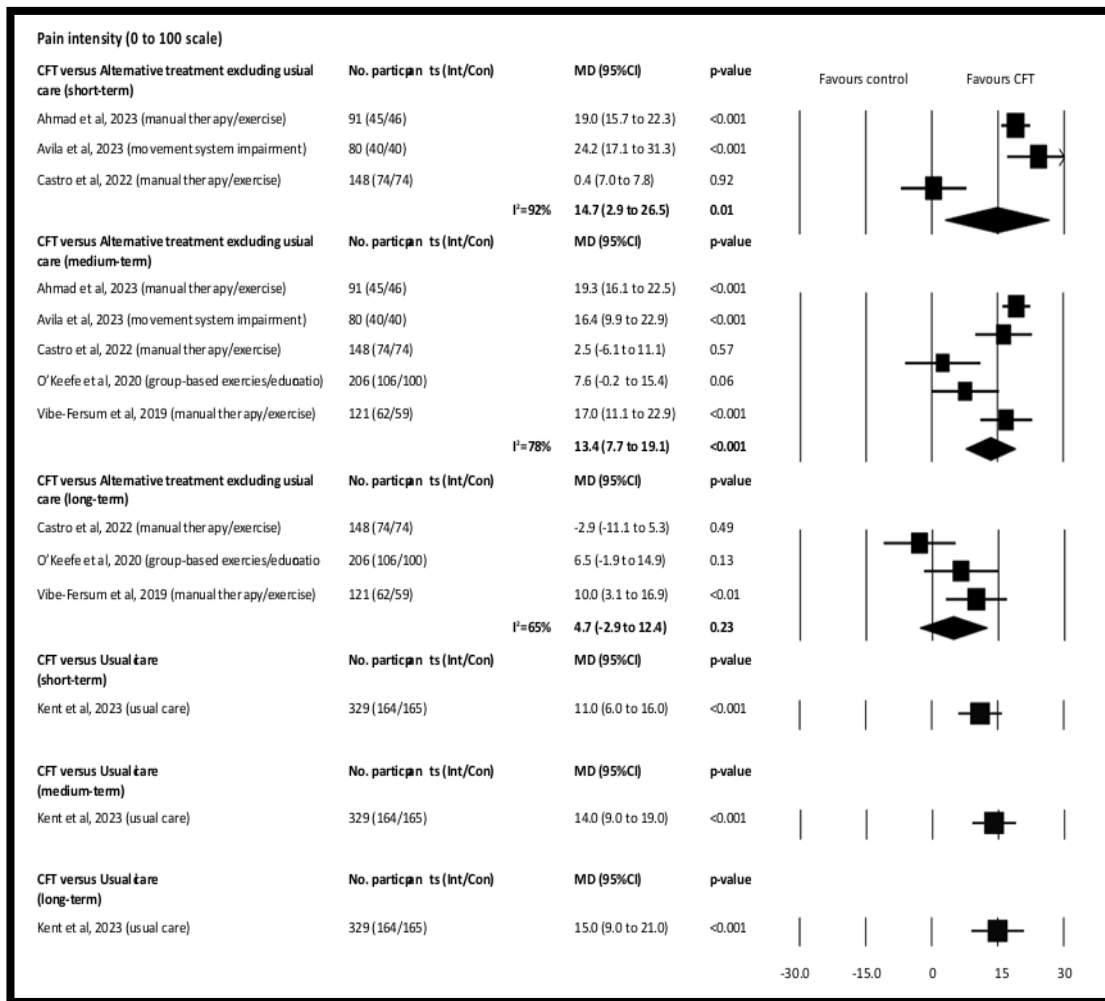 Pain intensity (0 to 100 scale)
CFT versus Alternative treatment excluding usual care (short-term) No. particpan ts (Int/Con) MD (95%CI) p-value Favours control Favours CFT
Ahmad et al, 2023 (manual therapy/exercise) 91 (45/46) 19.0 (15.7 to 22.3) <0.001
Avila et al, 2023 (movement system impairment) 80 (40/40) 24.2 (17.1 to 31.3) <0.001
Castro et al, 2022 (manual therapy/exercise) 148 (74/74) 0.4 (7.0 to 7.8) 0.92
I²=92% 14.7 (2.9 to 26.5) 0.01
CFT versus Alternative treatment excluding usual care (medium-term) No. particpan ts (Int/Con) MD (95%CI) p-value
Ahmad et al, 2023 (manual therapy/exercise) 91 (45/46) 19.3 (16.1 to 22.5) <0.001
Avila et al, 2023 (movement system impairment) 80 (40/40) 16.4 (9.9 to 22.9) <0.001
Castro et al, 2022 (manual therapy/exercise) 148 (74/74) 2.5 (-6.1 to 11.1) 0.57
O'Keefe et al, 2020 (group-based exercies/eduatio) 206 (106/100) 7.6 (-0.2 to 15.4) 0.06
Vibe-Fersum et al, 2019 (manual therapy/exercise) 121 (62/59) 17.0 (11.1 to 22.9) <0.001
I²=78% 13.4 (7.7 to 19.1) <0.001
CFT versus Alternative treatment excluding usual care (long-term) No. particpan ts (Int/Con) MD (95%CI) p-value
Castro et al, 2022 (manual therapy/exercise) 148 (74/74) -2.9 (-11.1 to 5.3) 0.49
O'Keefe et al, 2020 (group-based exercies/eduatio 206 (106/100) 6.5 (-1.9 to 14.9) 0.13
Vibe-Fersum et al, 2019 (manual therapy/exercise) 121 (62/59) 10.0 (3.1 to 16.9) <0.01
I²=65% 4.7 (-2.9 to 12.4) 0.23
CFT versus Usual care
(short-term) No. particpan ts (Int/Con) MD (95%CI) p-value
Kent et al, 2023 (usual care) 329 (164/165) 11.0 (6.0 to 16.0) <0.001
CFT versus Usual care
(medium-term) No. particpan ts (Int/Con) MD (95%CI) p-value
Kent et al, 2023 (usual care) 329 (164/165) 14.0 (9.0 to 19.0) <0.001
CFT versus Usual care
(long-term) No. particpan ts (Int/Con) MD (95%CI) p-value
Kent et al, 2023 (usual care) 329 (164/165) 15.0 (9.0 to 21.0) <0.001
-30.0 -15.0 0 15 30